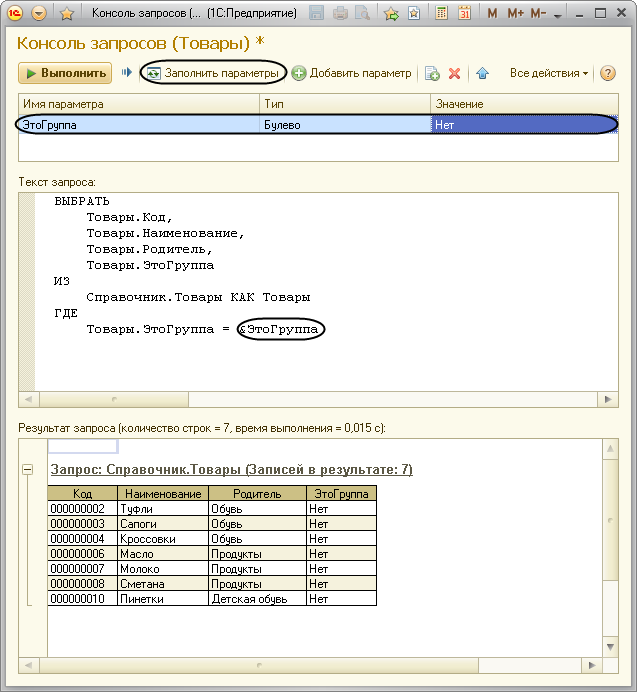 Консоль запросов (... (1С:Предприятие)
M M+ M-
Консоль запросов (Товары) *
Выполнить Заполнить параметры Добавить параметр Все действия ?
Имя параметра Тип Значение
ЭтоГруппа Булево Нет
Текст запроса:
ВЫБРАТЬ
Товары.Код,
Товары.Наименование,
Товары.Родитель,
Товары.ЭтоГруппа
ИЗ
Справочник.Товары КАК Товары
ГДЕ
Товары.ЭтоГруппа = &ЭтоГруппа
Результат запроса (количество строк = 7, время выполнения = 0,015 с):
Запрос: Справочник.Товары (Записей в результате: 7)
Код Наименование Родитель ЭтоГруппа
000000002 Туфли Обувь Нет
000000003 Сапоги Обувь Нет
000000004 Кроссовки Обувь Нет
000000006 Масло Продукты Нет
000000007 Молоко Продукты Нет
000000008 Сметана Продукты Нет
000000010 Пинетки Детская обувь Нет